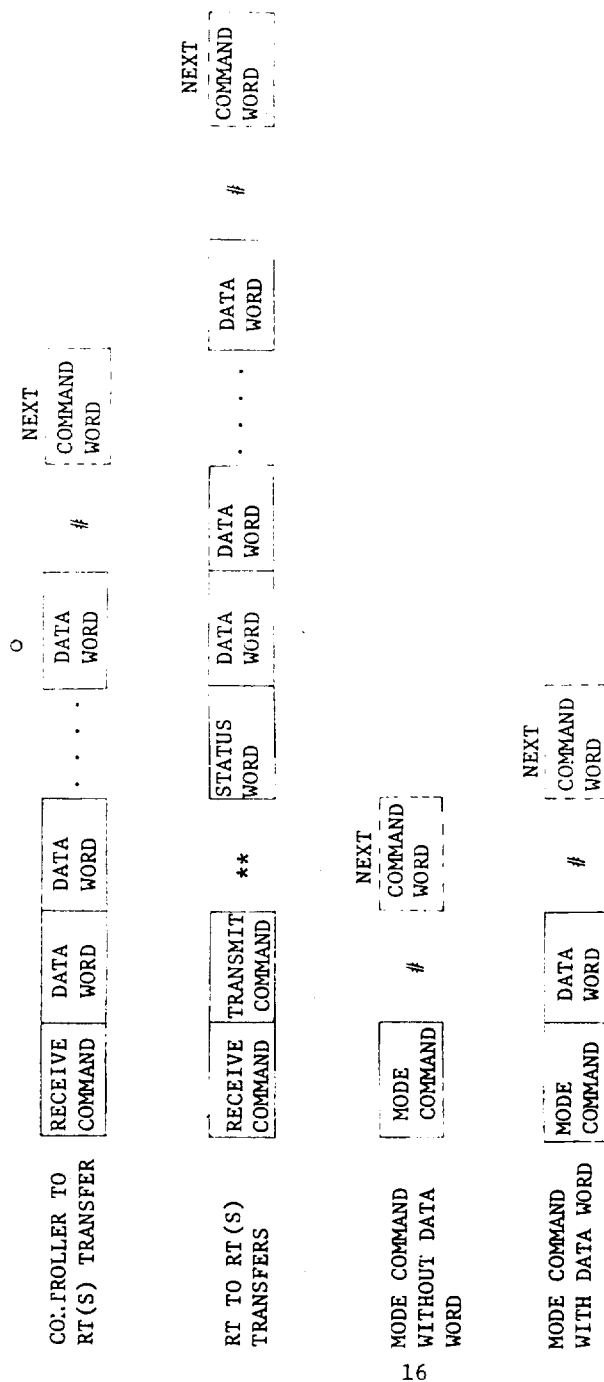 CONTROLLER TO
RT(S) TRANSFER
RECEIVE
COMMAND
DATA
WORD
DATA
WORD
. . . .
DATA
WORD
#
NEXT
COMMAND
WORD
RT TO RT(S)
TRANSFERS
RECEIVE
COMMAND
TRANSMIT
COMMAND
**
STATUS
WORD
DATA
WORD
DATA
WORD
. . . .
DATA
WORD
#
NEXT
COMMAND
WORD
MODE COMMAND
WITHOUT DATA
WORD
MODE
COMMAND
#
NEXT
COMMAND
WORD
MODE COMMAND
WITH DATA WORD
MODE
COMMAND
DATA
WORD
#
NEXT
COMMAND
WORD
16